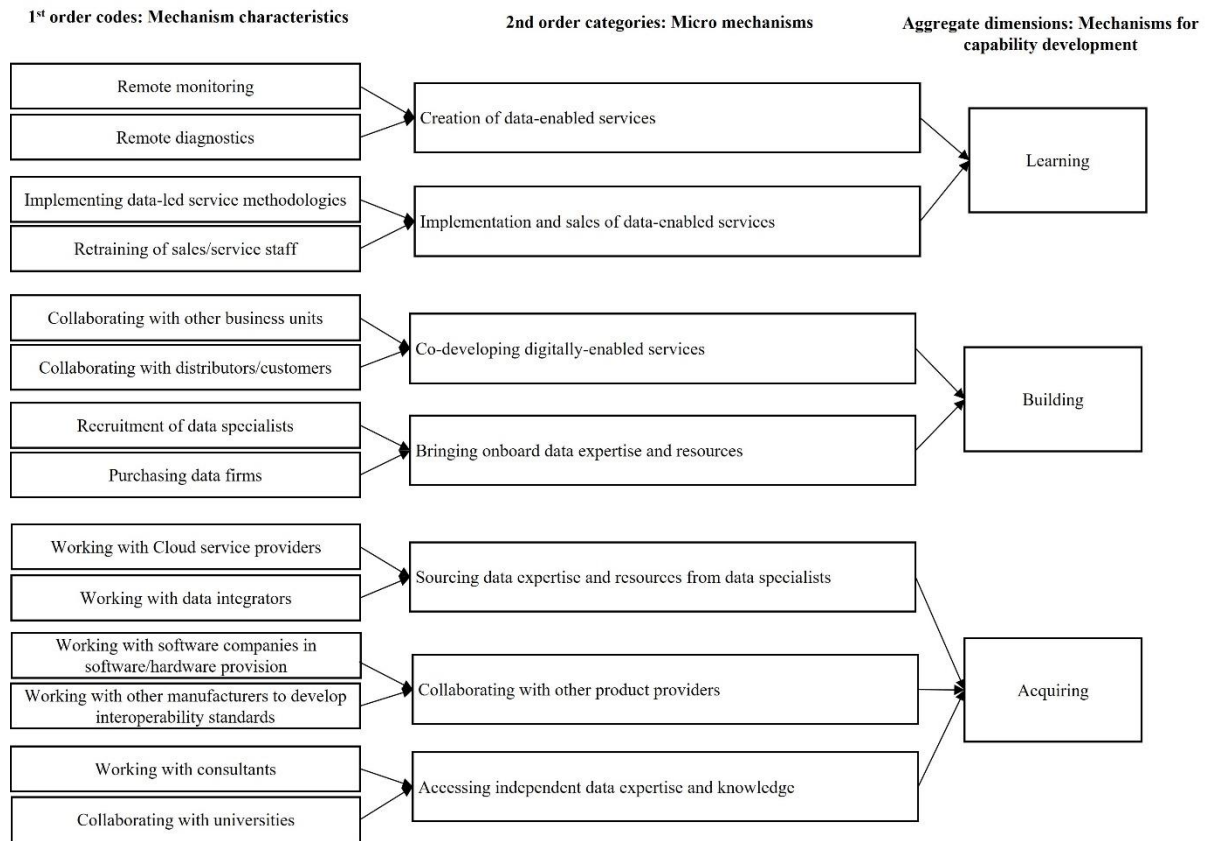 1st order codes: Mechanism characteristics
2nd order categories: Micro mechanisms
Aggregate dimensions: Mechanisms for
capability development
Remote monitoring
Remote diagnostics
Creation of data-enabled services
Implementing data-led service methodologies
Retraining of sales/service staff
Implementation and sales of data-enabled services
Learning
Collaborating with other business units
Collaborating with distributors/customers
Co-developing digitally-enabled services
Recruitment of data specialists
Purchasing data firms
Bringing onboard data expertise and resources
Building
Working with Cloud service providers
Working with data integrators
Sourcing data expertise and resources from data specialists
Working with software companies in
software/hardware provision
Working with other manufacturers to develop
interoperability standards
Collaborating with other product providers
Working with consultants
Collaborating with universities
Accessing independent data expertise and knowledge
Acquiring